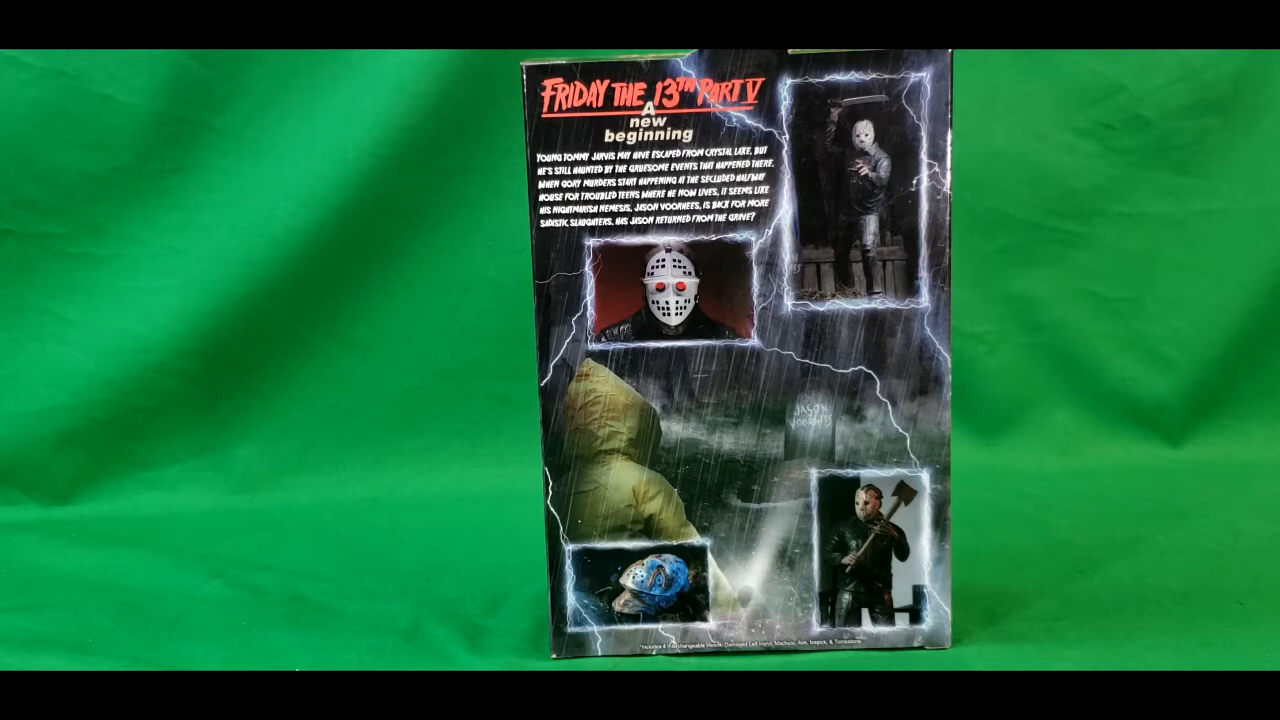 FRIDAY THE 13TH PART V
A
new
beginning
YOUNG TOMMY JARVIS MAY HAVE ESCAPED FROM CRYSTAL LAKE, BUT
HE'S STILL HAUNTED BY THE GRUESOME EVENTS THAT HAPPENED THERE.
WHEN GORY MURDERS START HAPPENING AT THE SECLUDED HALFWAY
HOUSE FOR TROUBLED TEENS WHERE HE NOW LIVES, IT SEEMS LIKE
HIS NIGHTMARISH NEMESIS, JASON VOORHEES, IS BACK FOR MORE
SADISTIC SLAUGHTERS. HAS JASON RETURNED FROM THE GRAVE?
JASON
VOORHEES
*Includes 4 Interchangeable Heads, Damaged Left Hand, Machete, Axe, Icepick, & Tombstone